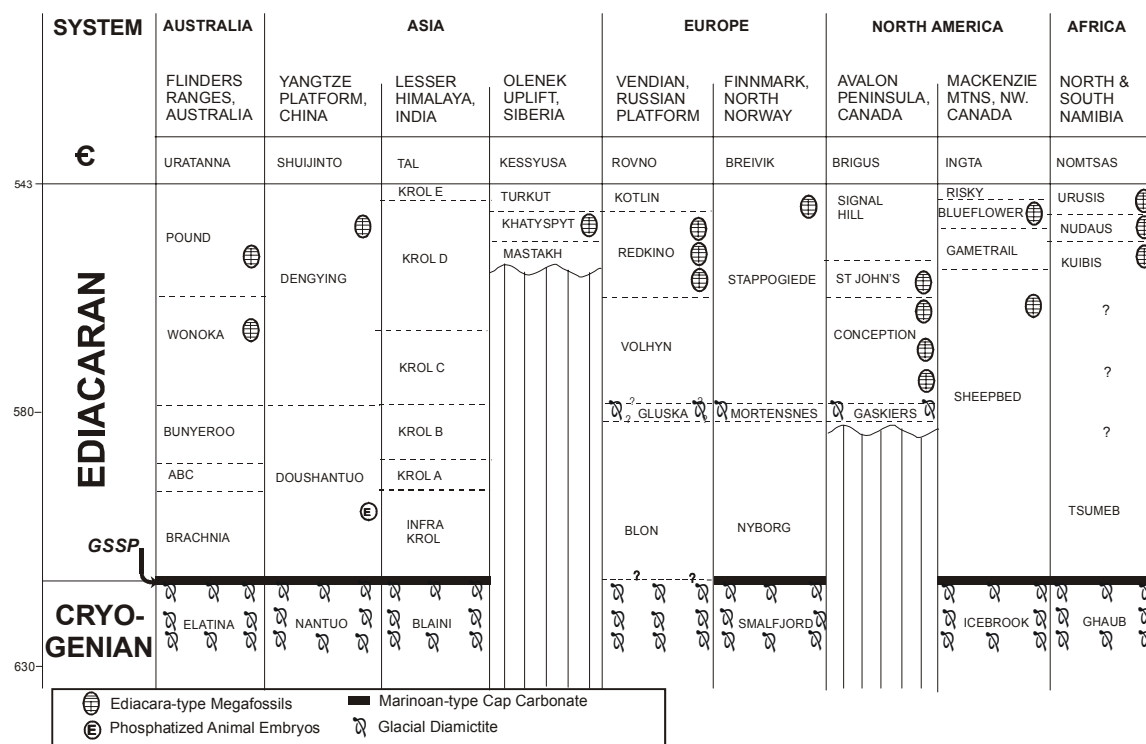 SYSTEM
AUSTRALIA
ASIA
EUROPE
NORTH AMERICA
AFRICA
FLINDERS
RANGES,
AUSTRALIA
YANGTZE
PLATFORM,
CHINA
LESSER
HIMALAYA,
INDIA
OLENEK
UPLIFT,
SIBERIA
VENDIAN,
RUSSIAN
PLATFORM
FINNMARK,
NORTH
NORWAY
AVALON
PENINSULA,
CANADA
MACKENZIE
MTNS, NW.
CANADA
NORTH &
SOUTH
NAMIBIA
€
URATANNA
SHUIJINTO
TAL
KESSYUSA
ROVNO
BREIVIK
BRIGUS
INGTA
NOMTSAS
543
580
630
EDIACARAN
GSSP
CRYO-
GENIAN
POUND
WONOKA
BUNYEROO
ABC
BRACHNIA
ELATINA
DENGYING
DOUSHANTUO
E
NANTUO
KROL E
KROL D
KROL C
KROL B
KROL A
INFRA
KROL
BLAINI
TURKUT
KHATYSPYT
MASTAKH
KOTLIN
REDKINO
VOLHYN
? ?
GLUSKA
? ?
BLON
? ?
STAPPOGIEDE
MORTENSNES
NYBORG
SMALFJORD
SIGNAL
HILL
ST JOHN'S
CONCEPTION
GASKIERS
RISKY
BLUEFLOWER
GAMETRAIL
SHEEPBED
ICEBROOK
URUSIS
NUDAUS
KUIBIS
?
?
?
TSUMEB
GHAUB
Ediacara-type Megafossils
Marinoan-type Cap Carbonate
E Phosphatized Animal Embryos
Glacial Diamictite